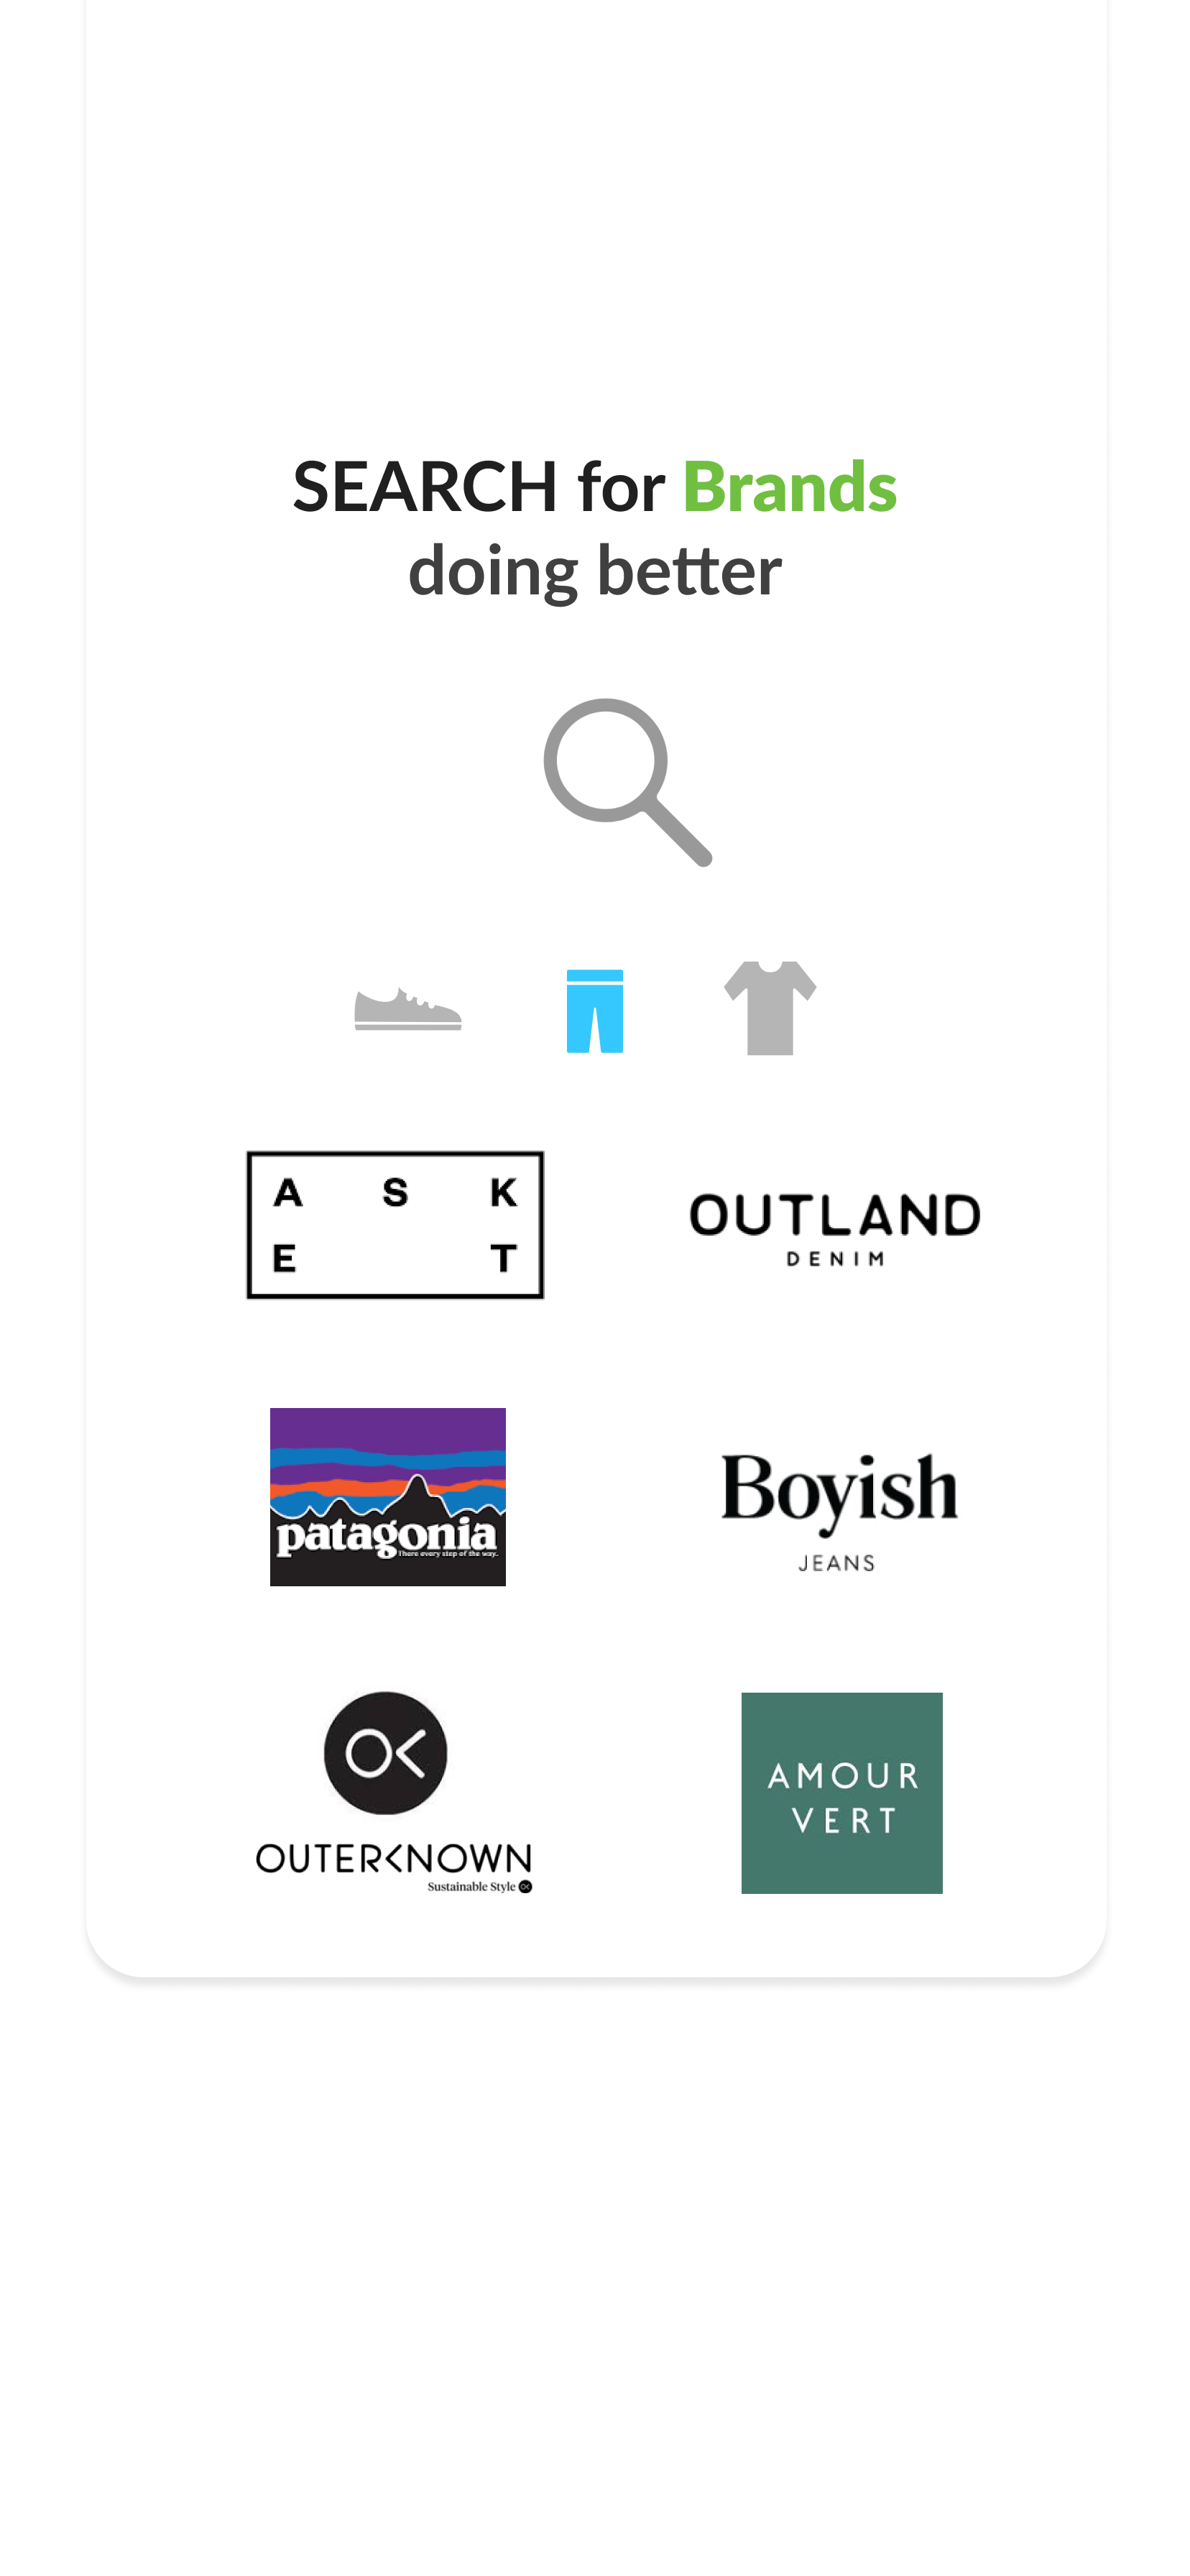 SEARCH for Brands
doing better
A S K
E T
OUTLAND
DENIM
patagonia
There every step of the way.
Boyish
JEANS
OK
OUTERKNOWN
Sustainable Style OK
AMOUR
VERT